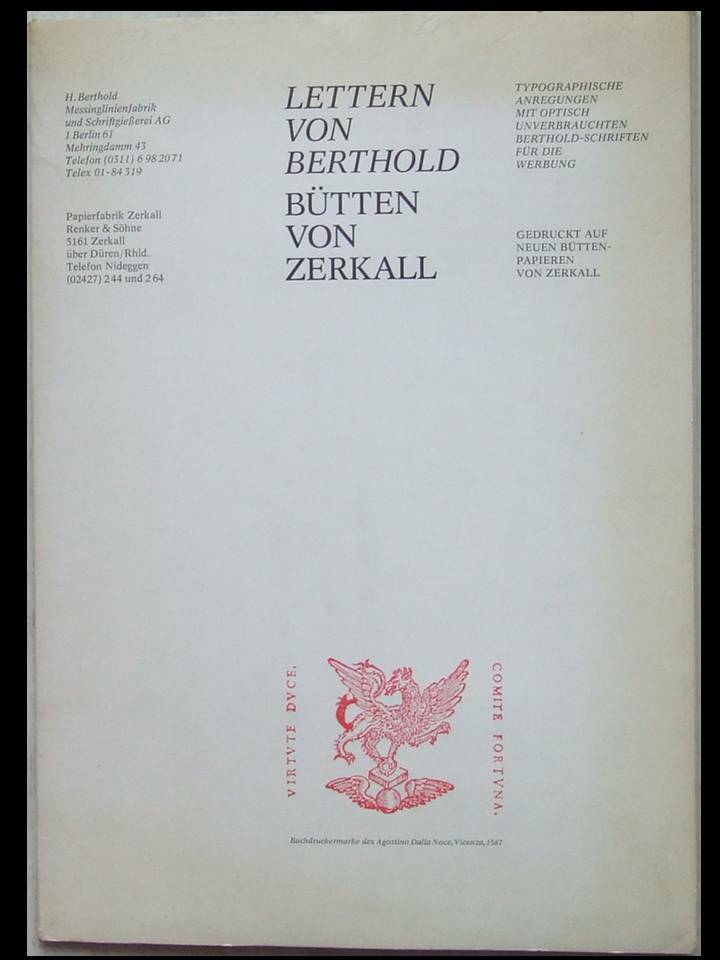 H. Berthold
Messinglinienfabrik
und Schriftgießerei AG
1 Berlin 61
Mehringdamm 43
Telefon (0311) 6 98 20 71
Telex 01-84 319
Papierfabrik Zerkall
Renker & Söhne
5161 Zerkall
über Düren/Rhld.
Telefon Nideggen
(02427) 2 44 und 2 64
LETTERN
VON
BERTHOLD
BÜTTEN
VON
ZERKALL
TYPOGRAPHISCHE
ANREGUNGEN
MIT OPTISCH
UNVERBRAUCHTEN
BERTHOLD-SCHRIFTEN
FÜR DIE
WERBUNG
GEDRUCKT AUF
NEUEN BÜTTEN-
PAPIEREN
VON ZERKALL
VIRTVTE DVCE,
COMITE FORTVNA.
Buchdruckermarke des Agostino Dalla Noce, Vicenza, 1587